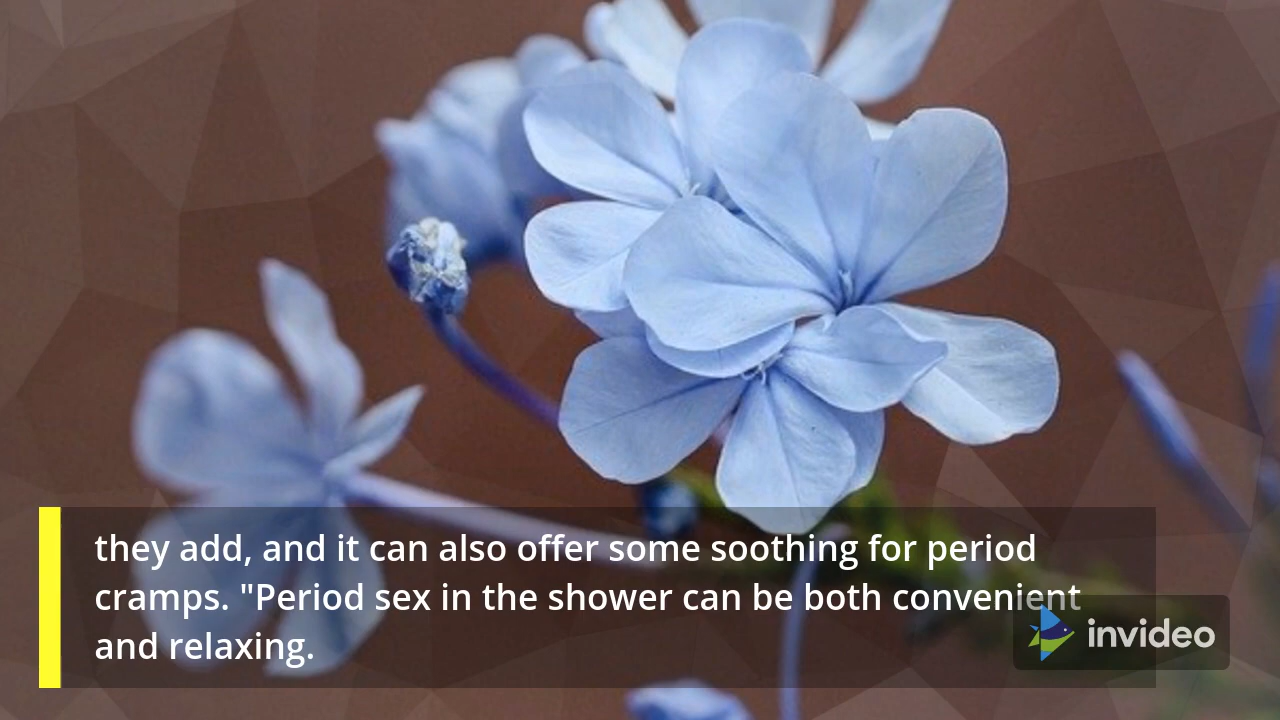 they add, and it can also offer some soothing for period
cramps. "Period sex in the shower can be both convenient
and relaxing.
invideo